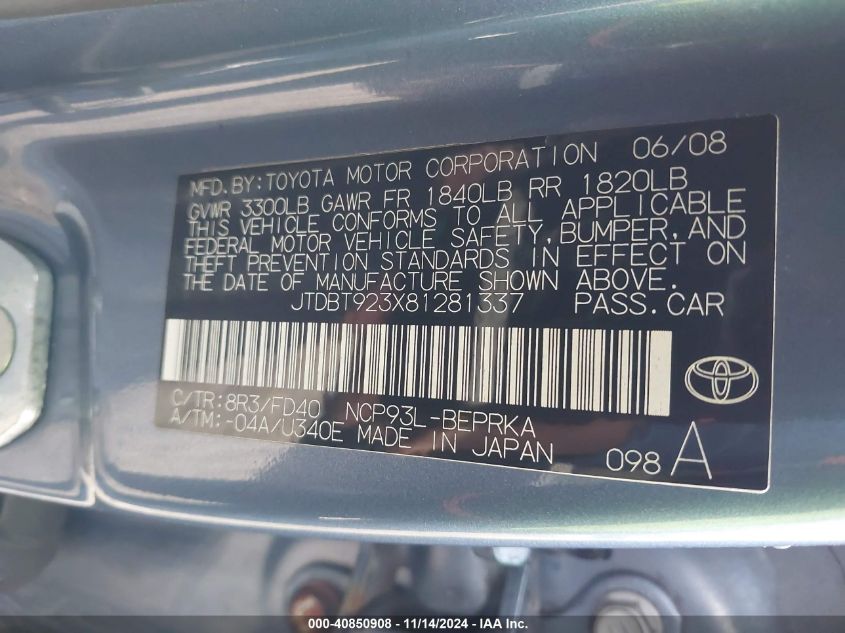 MFD. BY: TOYOTA MOTOR CORPORATION 06/08
GVWR 3300LB GAWR FR 1840LB RR 1820LB
THIS VEHICLE CONFORMS TO ALL APPLICABLE
FEDERAL MOTOR VEHICLE SAFETY, BUMPER, AND
THEFT PREVENTION STANDARDS IN EFFECT ON
THE DATE OF MANUFACTURE SHOWN ABOVE.
JTDBT923X81281337 PASS. CAR
C/TR: 8R3/FD40 NCP93L-BEPRKA
A/TM: -04A/U340E MADE IN JAPAN
098 A
000-40850908 - 11/14/2024 - IAA Inc.